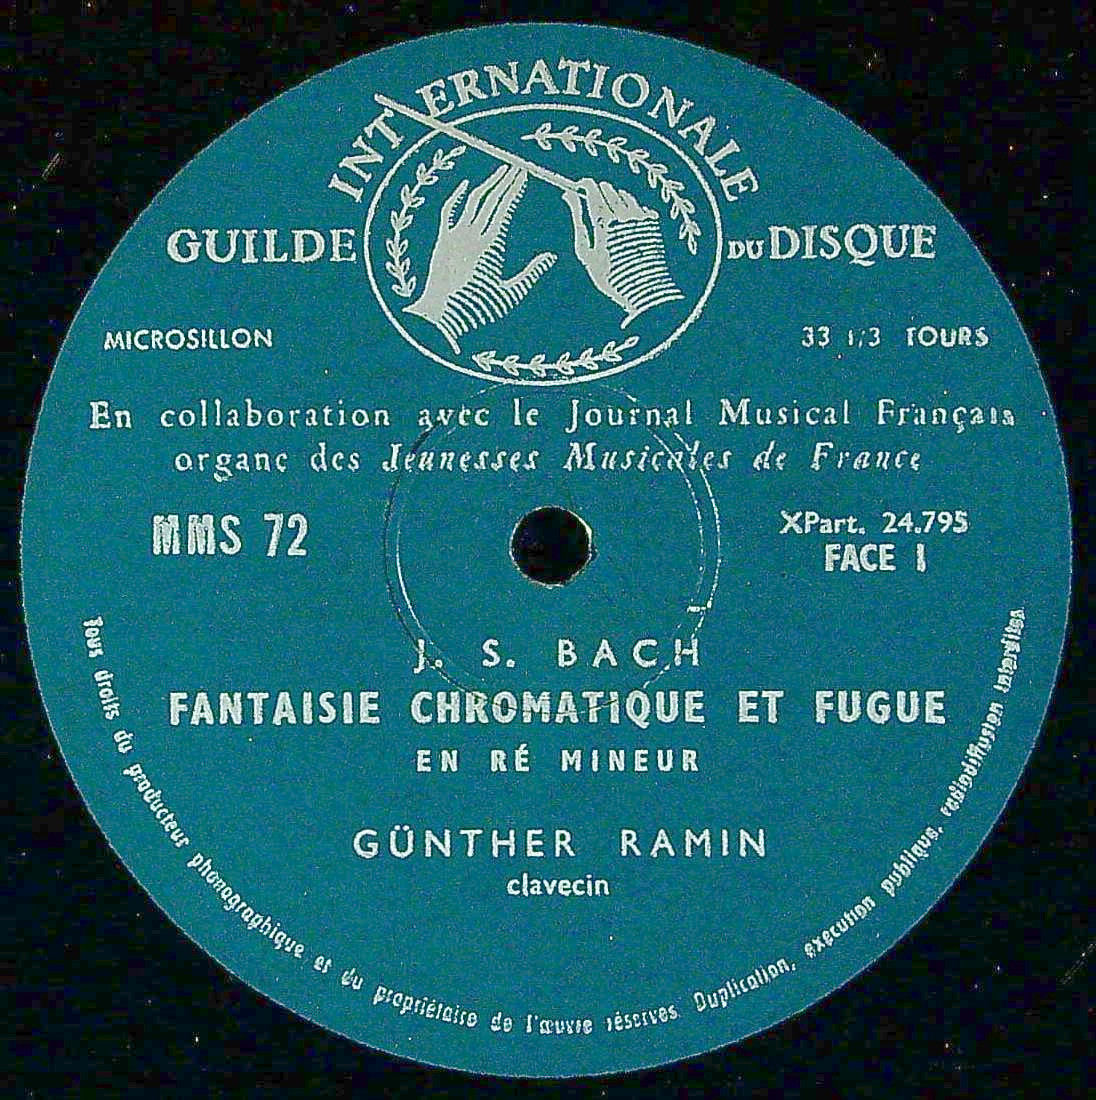 INTERNATIONALE
GUILDE DU DISQUE
MICROSILLON
33 1/3 TOURS
En collaboration avec le Journal Musical Français
organe des Jeunesses Musicales de France
MMS 72
XPart. 24.795
FACE I
J. S. BACH
FANTAISIE CHROMATIQUE ET FUGUE
EN RÉ MINEUR
GÜNTHER RAMIN
clavecin
Tous droits du producteur phonographique et du propriétaire de l'œuvre réservés. Duplication, execution publique, radiodiffusion interdites